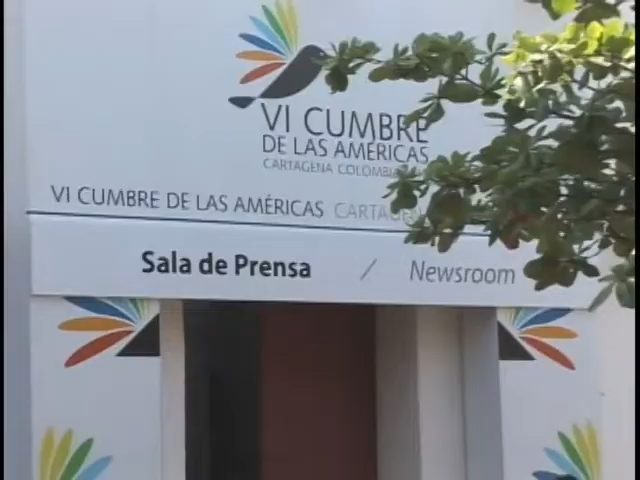 VI CUMBRE
DE LAS AMÉRICAS
CARTAGENA COLOMBIA
VI CUMBRE DE LAS AMÉRICAS
Sala de Prensa / Newsroom